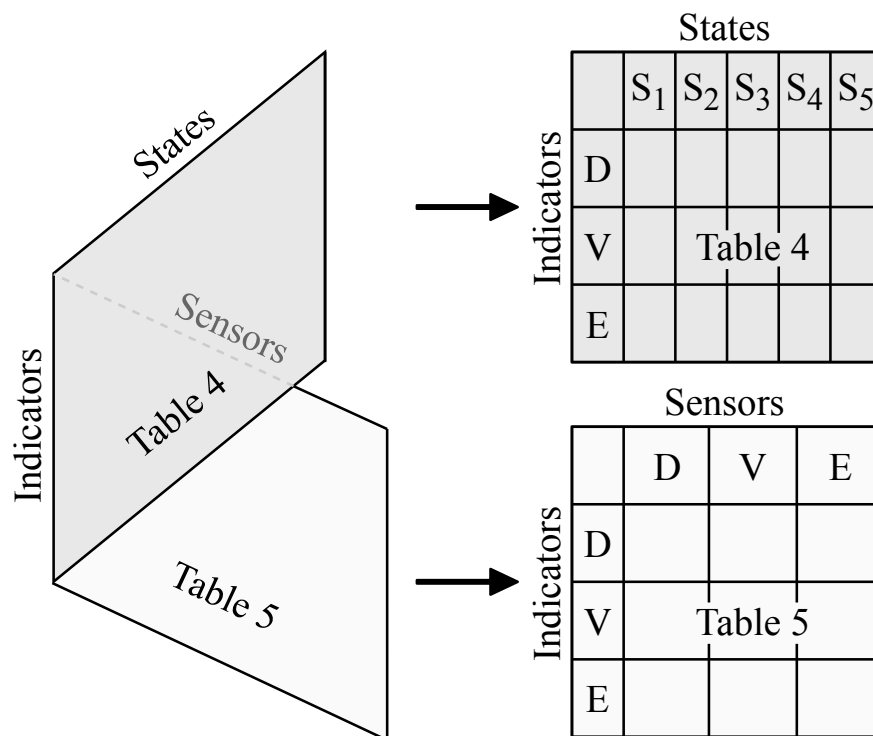 States
Sensors
Indicators
Table 4
Table 5
States
S1 S2 S3 S4 S5
Indicators
D
V
Table 4
E
Sensors
D V E
Indicators
D
V
Table 5
E